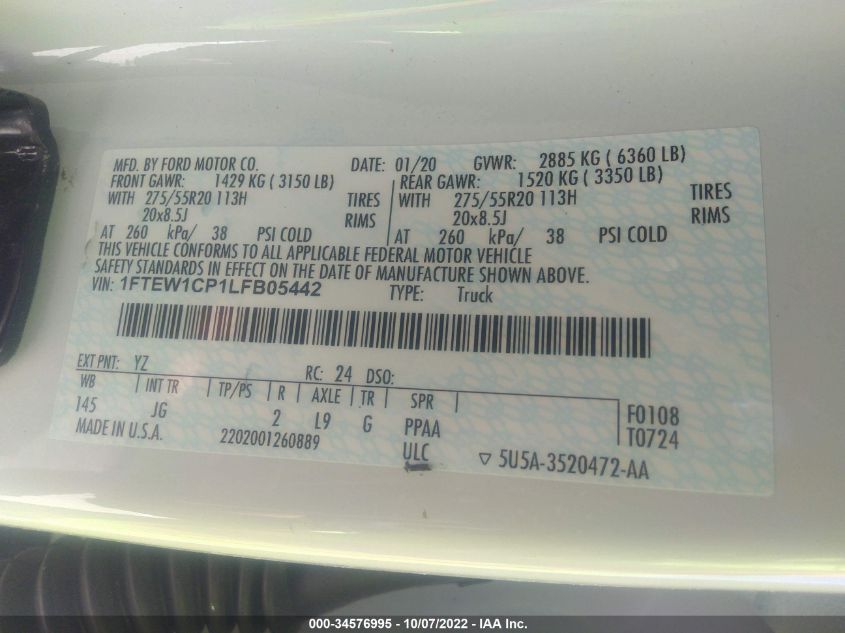 MFD. BY FORD MOTOR CO. DATE: 01/20 GVWR: 2885 KG ( 6360 LB)
FRONT GAWR: 1429 KG ( 3150 LB) REAR GAWR: 1520 KG ( 3350 LB)
WITH 275/55R20 113H TIRES WITH 275/55R20 113H TIRES
20x8.5J RIMS 20x8.5J RIMS
AT 260 kPa/ 38 PSI COLD AT 260 kPa/ 38 PSI COLD
THIS VEHICLE CONFORMS TO ALL APPLICABLE FEDERAL MOTOR VEHICLE
SAFETY STANDARDS IN EFFECT ON THE DATE OF MANUFACTURE SHOWN ABOVE.
VIN: 1FTEW1CP1LFB05442 TYPE: Truck
EXT PNT: YZ RC: 24 DSO:
WB INT TR TP/PS R AXLE TR SPR
145 JG 2 L9 G PPAA F0108
MADE IN U.S.A. 2202001260889 ULC ▽ 5U5A-3520472-AA T0724
000-34576995 - 10/07/2022 - IAA Inc.